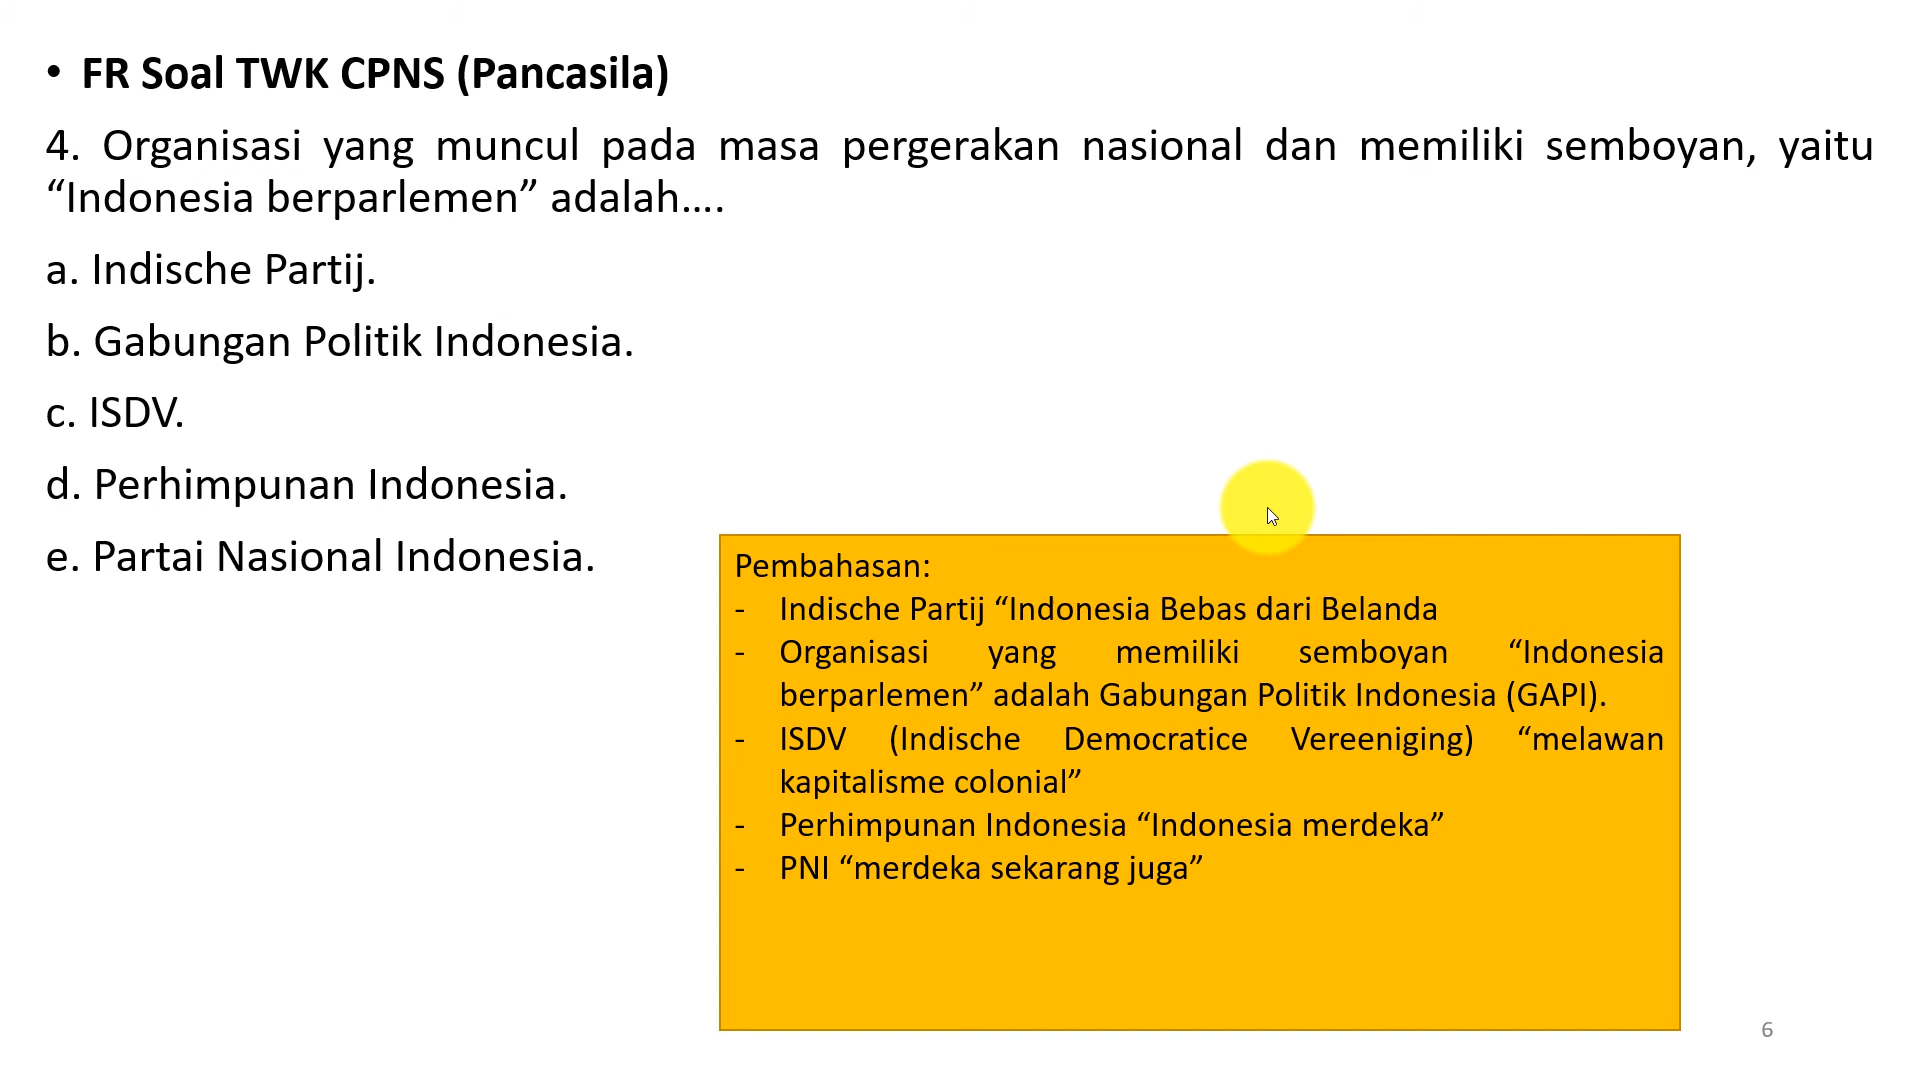 • FR Soal TWK CPNS (Pancasila)
4. Organisasi yang muncul pada masa pergerakan nasional dan memiliki semboyan, yaitu
“Indonesia berparlemen” adalah....
a. Indische Partij.
b. Gabungan Politik Indonesia.
c. ISDV.
d. Perhimpunan Indonesia.
e. Partai Nasional Indonesia.
Pembahasan:
- Indische Partij “Indonesia Bebas dari Belanda
- Organisasi yang memiliki semboyan “Indonesia
berparlemen” adalah Gabungan Politik Indonesia (GAPI).
- ISDV (Indische Democratice Vereeniging) “melawan
kapitalisme colonial”
- Perhimpunan Indonesia “Indonesia merdeka”
- PNI “merdeka sekarang juga”
6